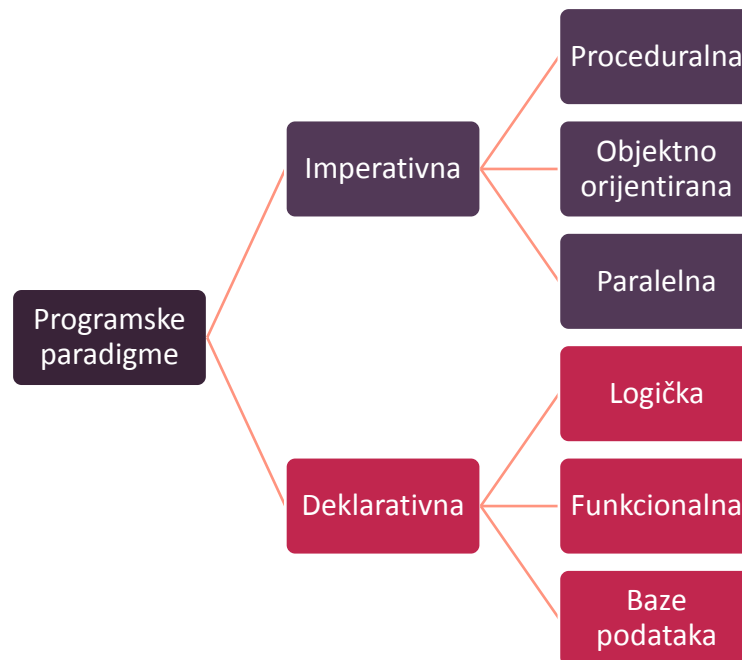 Programske
paradigme
Imperativna
Proceduralna
Objektno
orijentirana
Paralelna
Deklarativna
Logička
Funkcionalna
Baze
podataka